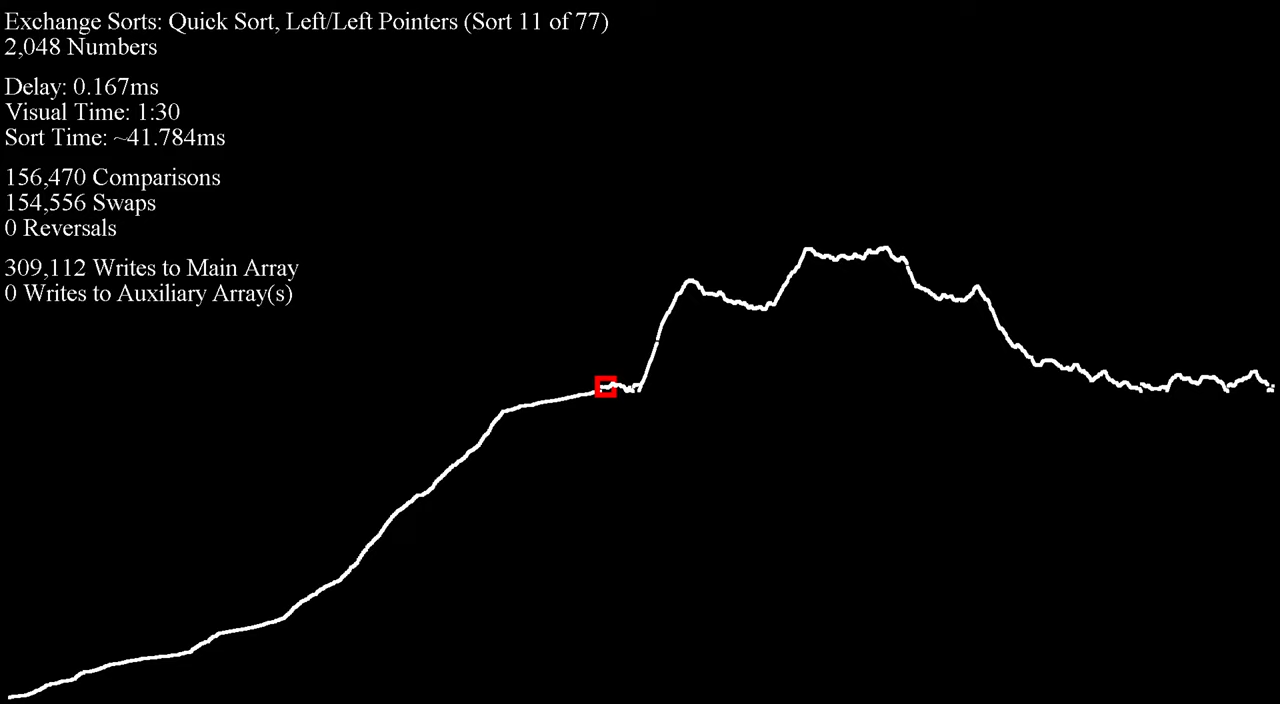 Exchange Sorts: Quick Sort, Left/Left Pointers (Sort 11 of 77)
2,048 Numbers
Delay: 0.167ms
Visual Time: 1:30
Sort Time: ~41.784ms
156,470 Comparisons
154,556 Swaps
0 Reversals
309,112 Writes to Main Array
0 Writes to Auxiliary Array(s)